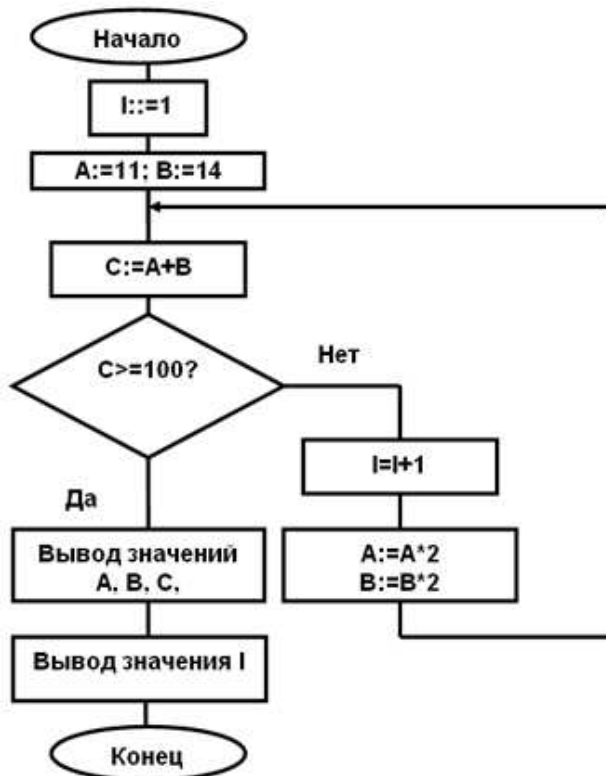 Начало
I::=1
A:=11; B:=14
C:=A+B
C>=100?
Нет
I=I+1
Да
A:=A*2
B:=B*2
Вывод значений
A, B, C,
Вывод значения I
Конец